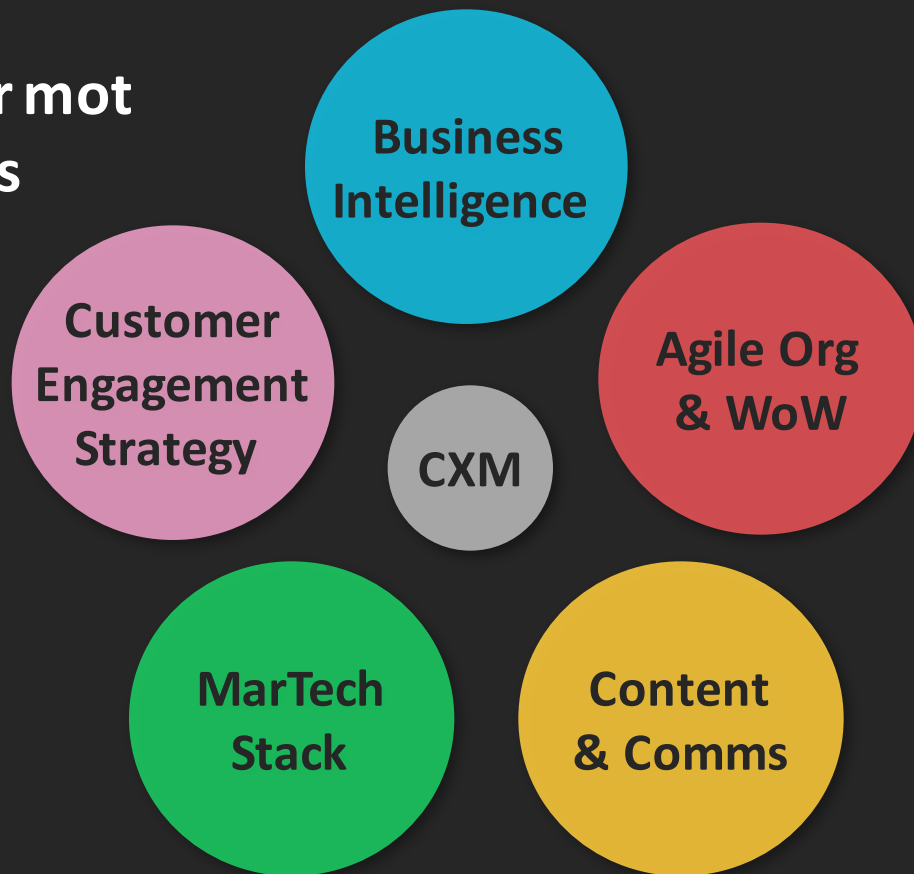 r mot
s
Business
Intelligence
Customer
Engagement
Strategy
Agile Org
& WoW
CXM
MarTech
Stack
Content
& Comms